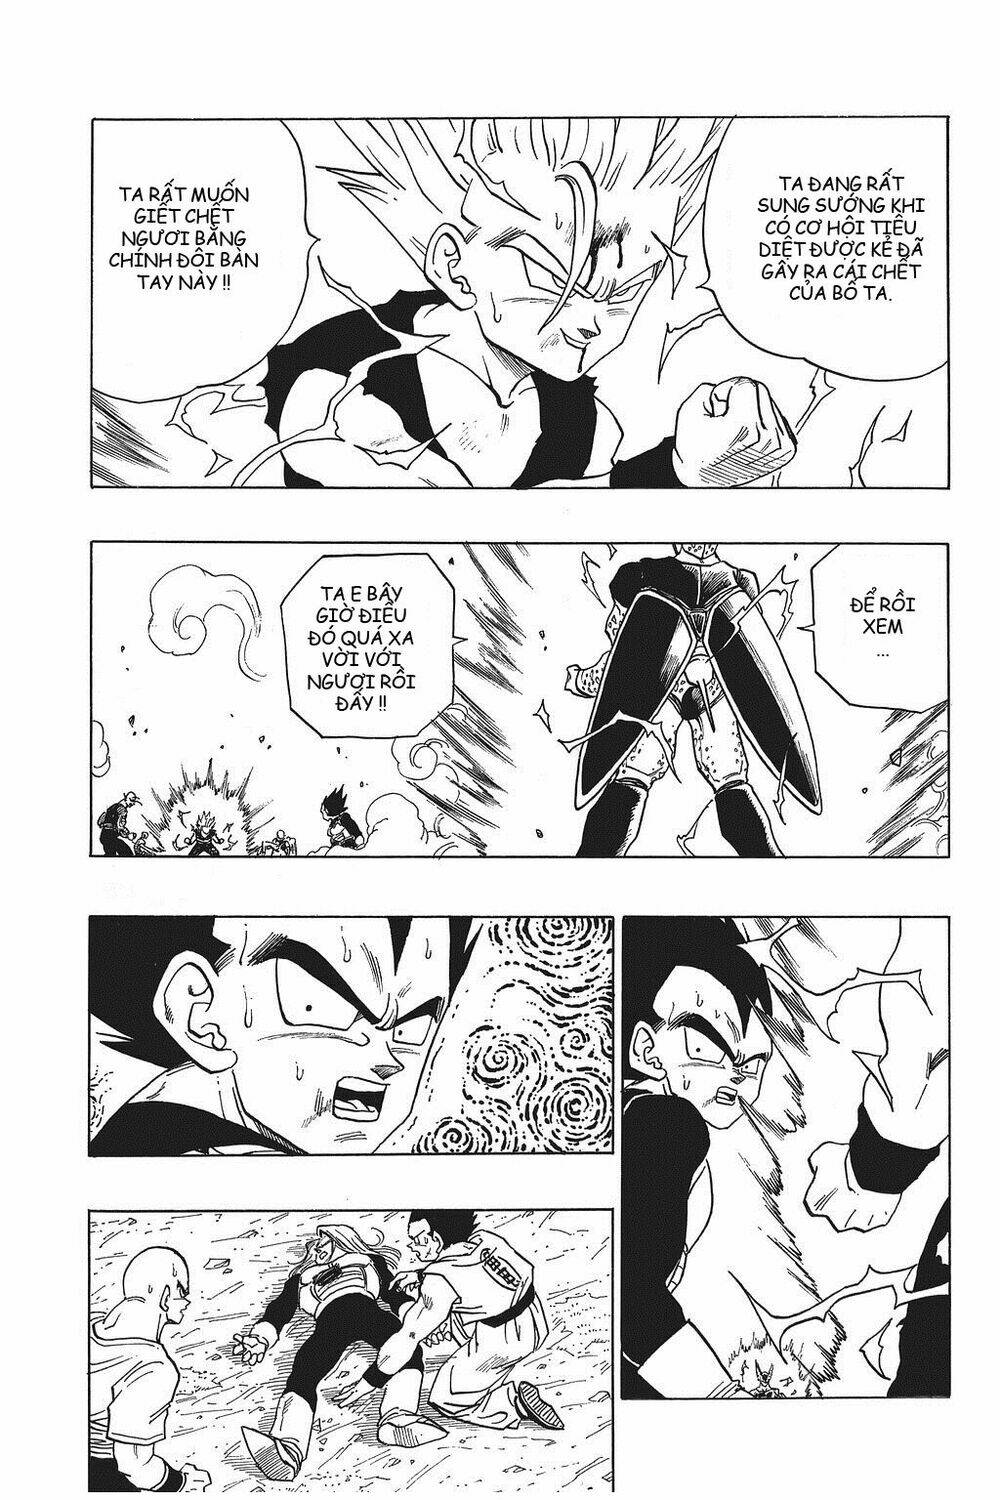 TA ĐANG RẤT
SUNG SƯỚNG KHI
CÓ CƠ HỘI TIÊU
DIỆT ĐƯỢC KẺ ĐÃ
GÂY RA CÁI CHẾT
CỦA BỐ TA.
TA RẤT MUỐN
GIẾT CHẾT
NGƯƠI BẰNG
CHÍNH ĐÔI BÀN
TAY NÀY !!
ĐỂ RỒI
XEM
...
TA E BÂY
GIỜ ĐIỀU
ĐÓ QUÁ XA
VỜI VỚI
NGƯƠI RỒI
ĐẤY !!